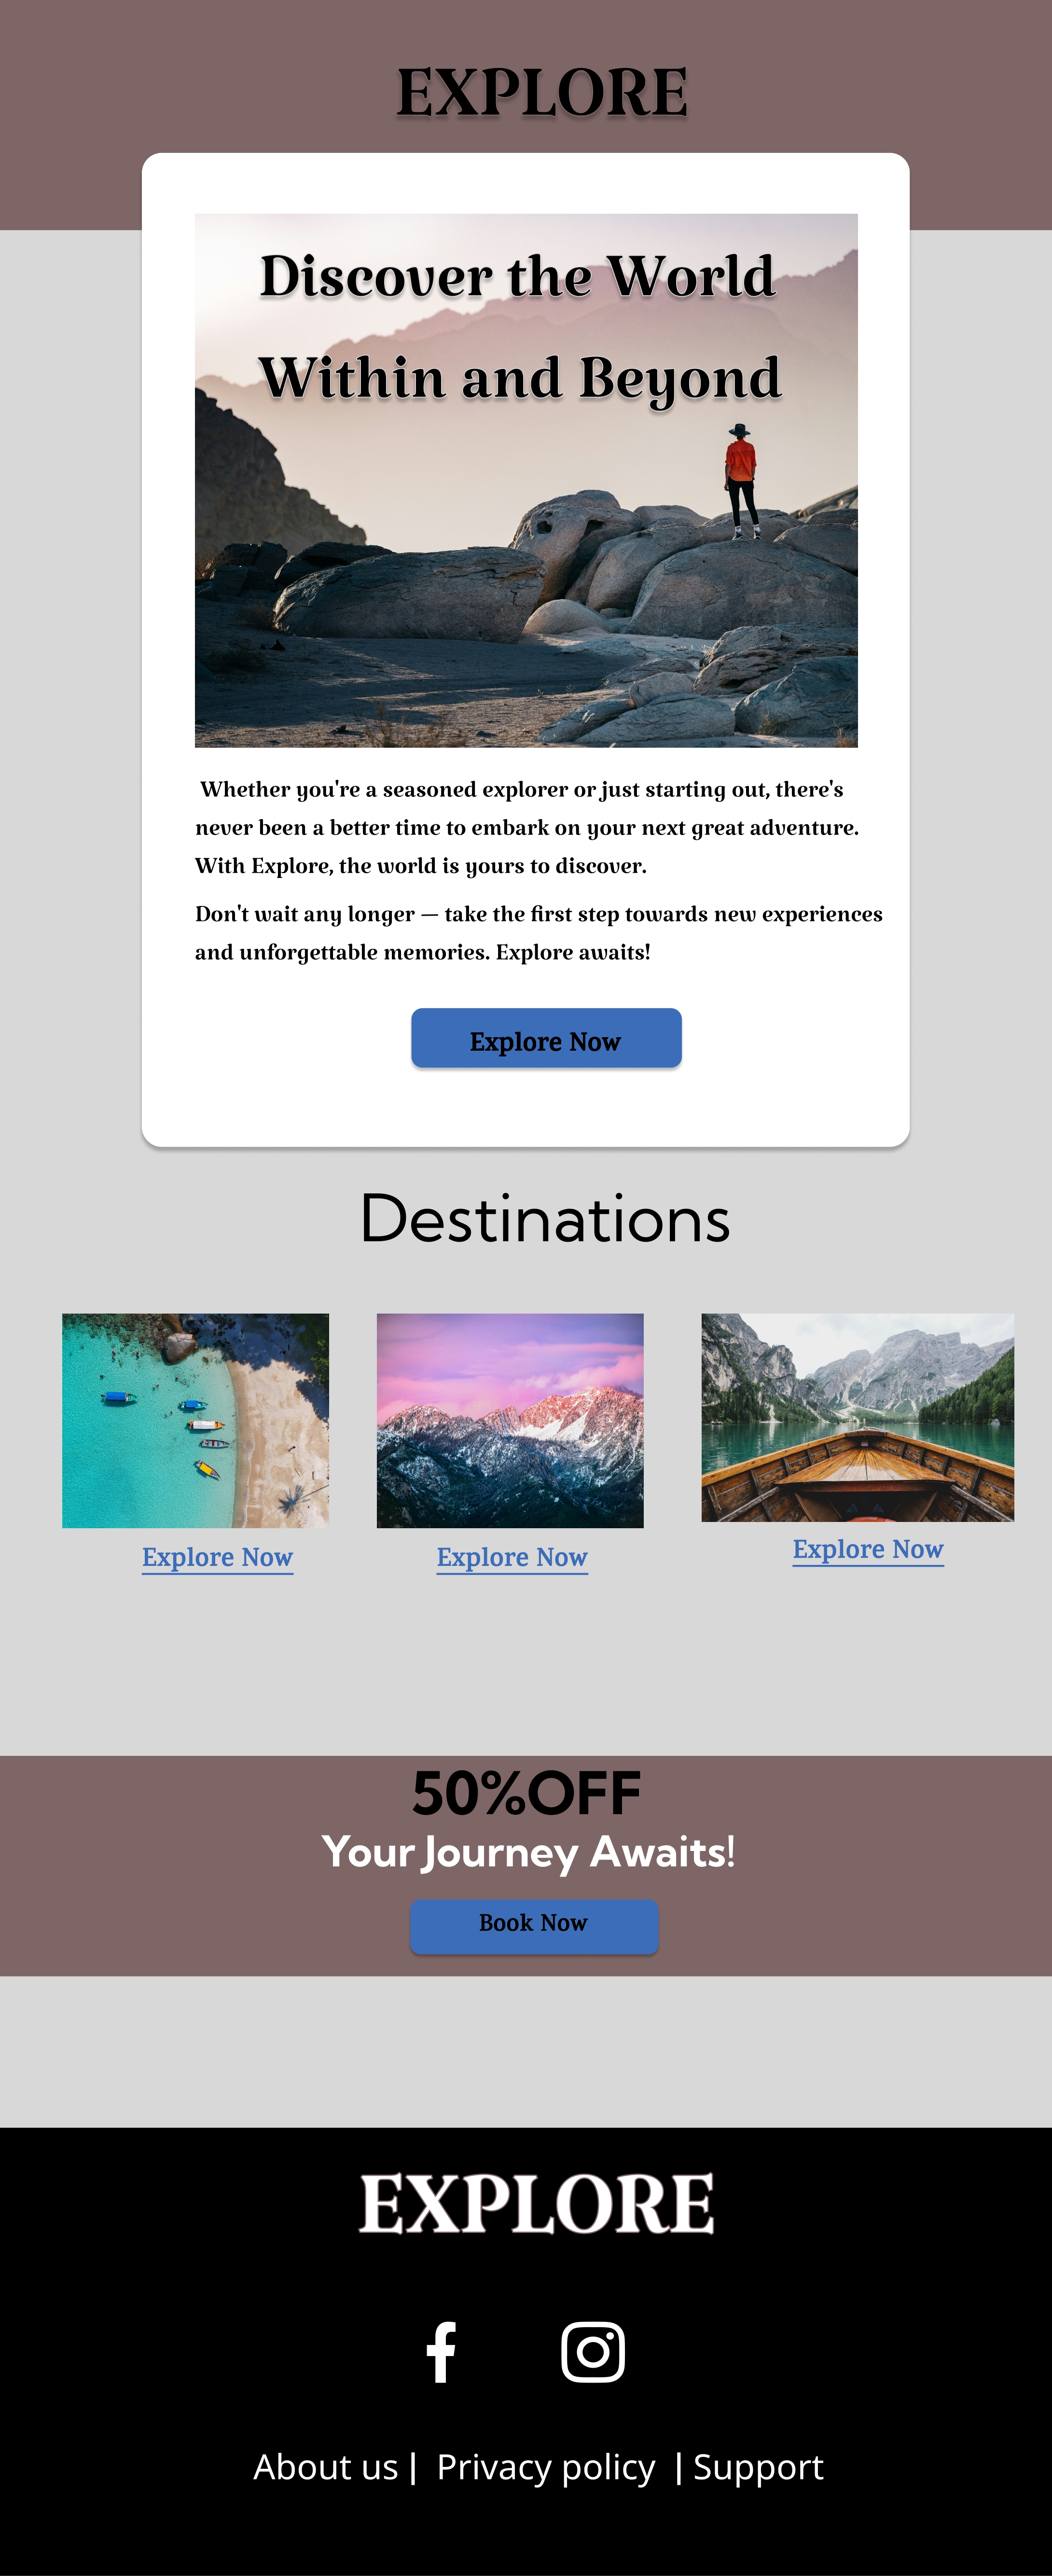 EXPLORE
Discover the World
Within and Beyond
Whether you're a seasoned explorer or just starting out, there's
never been a better time to embark on your next great adventure.
With Explore, the world is yours to discover.
Don't wait any longer — take the first step towards new experiences
and unforgettable memories. Explore awaits!
Explore Now
Destinations
Explore Now
Explore Now
Explore Now
50%OFF
Your Journey Awaits!
Book Now
EXPLORE
About us | Privacy policy | Support